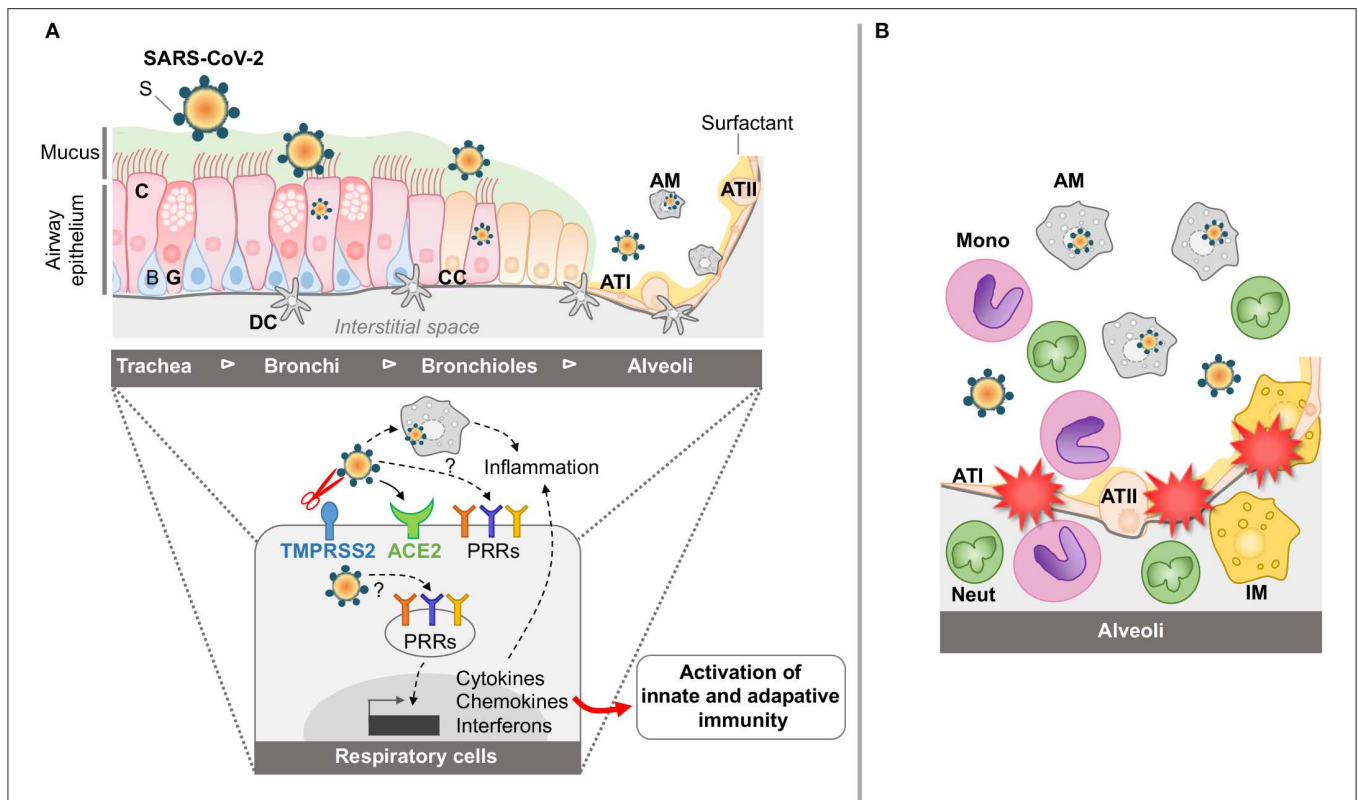 A
SARS-CoV-2
S
Mucus
Airway
epithelium
C
B
G
DC
CC
Interstitial space
ATI
AM
ATII
Surfactant
Trachea
Bronchi
Bronchioles
Alveoli
?
Inflammation
TMPRSS2
ACE2
PRRs
?
PRRs
Cytokines
Chemokines
Interferons
Respiratory cells
Activation of
innate and adapative
immunity
B
AM
Mono
ATI
ATII
Neut
IM
Alveoli